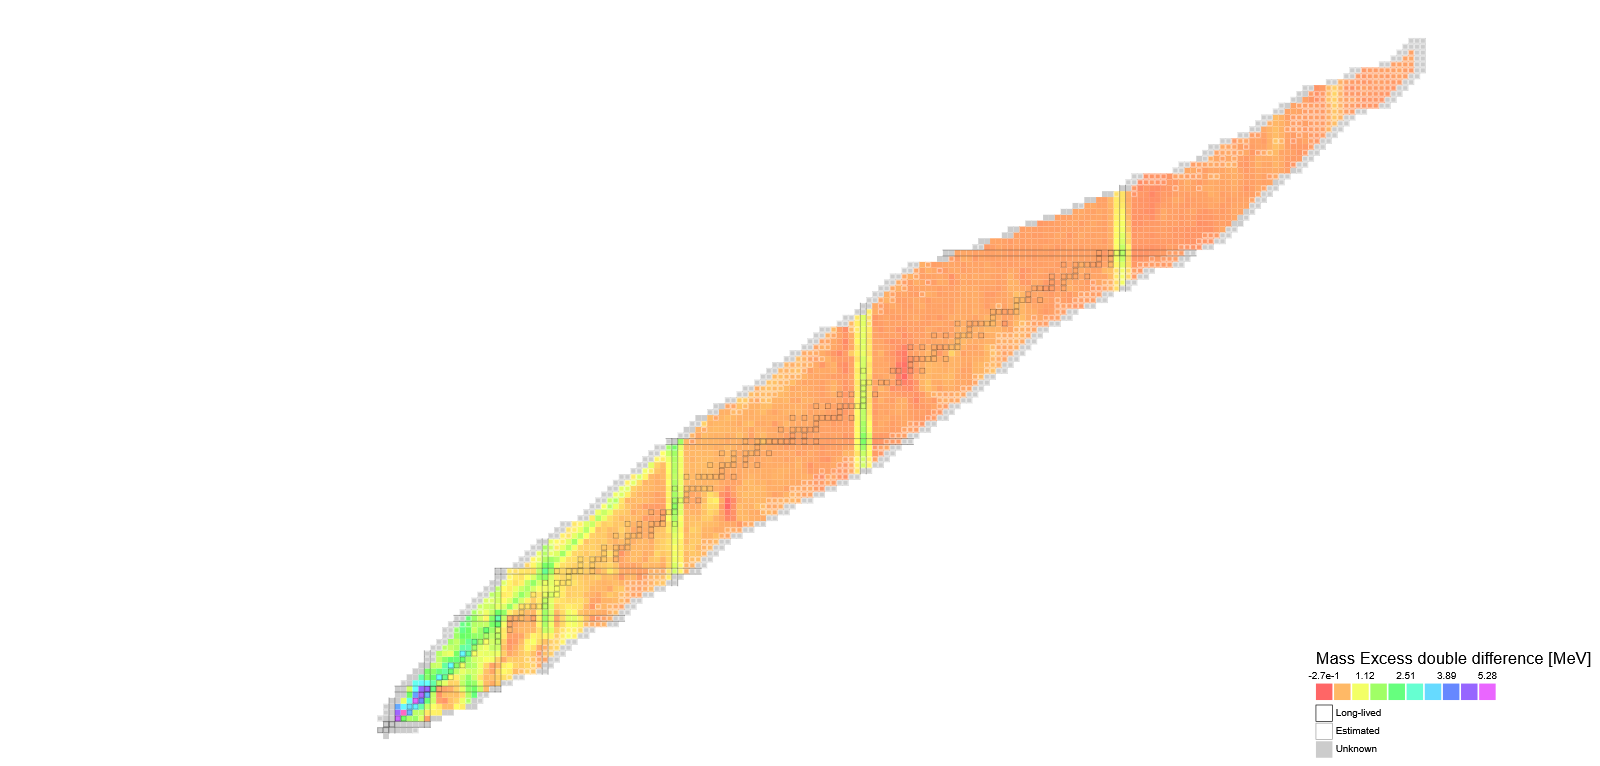 Mass Excess double difference [MeV]
-2.7e-1 1.12 2.51 3.89 5.28
Long-lived
Estimated
Unknown